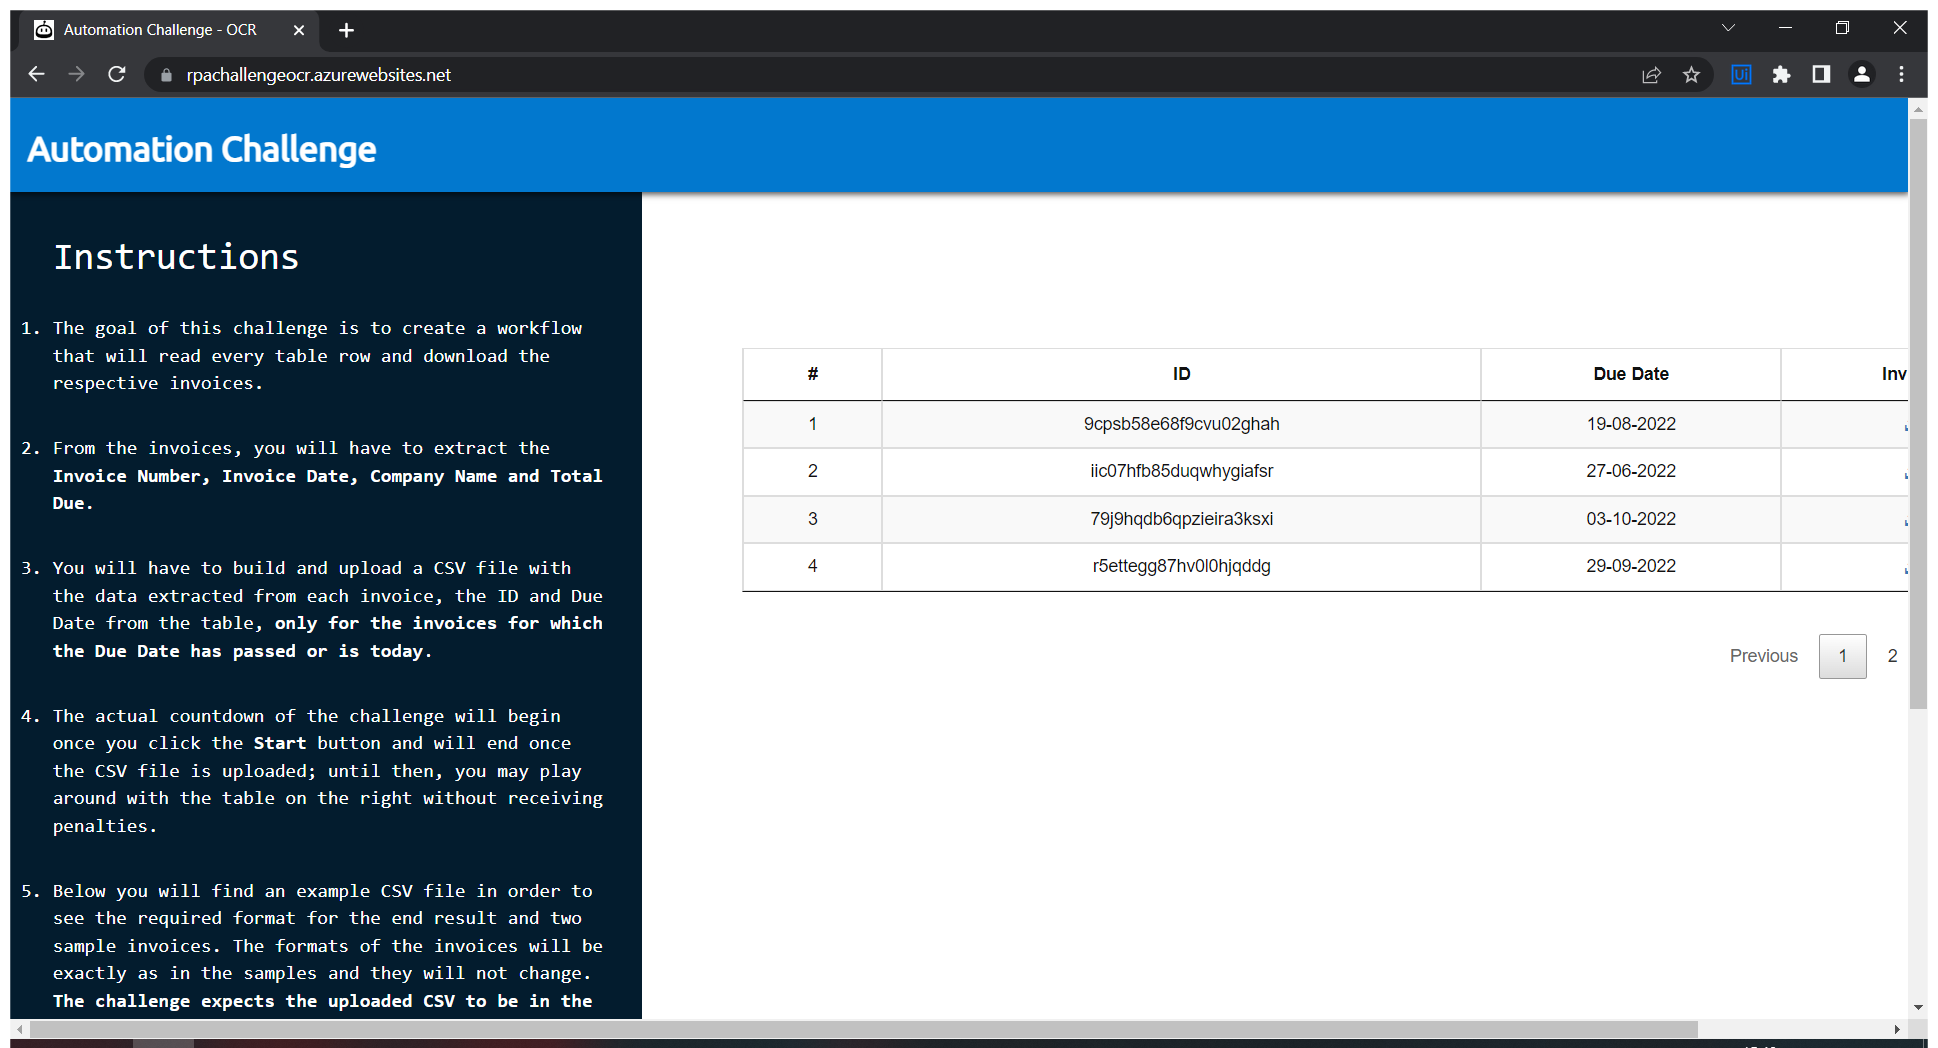 Automation Challenge - OCR
rpachallengeocr.azurewebsites.net
Ui
Automation Challenge
Instructions
1. The goal of this challenge is to create a workflow
that will read every table row and download the
respective invoices.
2. From the invoices, you will have to extract the
Invoice Number, Invoice Date, Company Name and Total
Due.
3. You will have to build and upload a CSV file with
the data extracted from each invoice, the ID and Due
Date from the table, only for the invoices for which
the Due Date has passed or is today.
4. The actual countdown of the challenge will begin
once you click the Start button and will end once
the CSV file is uploaded; until then, you may play
around with the table on the right without receiving
penalties.
5. Below you will find an example CSV file in order to
see the required format for the end result and two
sample invoices. The formats of the invoices will be
exactly as in the samples and they will not change.
The challenge expects the uploaded CSV to be in the
# ID Due Date Inv
1 9cpsb58e68f9cvu02ghah 19-08-2022
2 iic07hfb85duqwhygiafsr 27-06-2022
3 79j9hqdb6qpzieira3ksxi 03-10-2022
4 r5ettegg87hv0l0hjqddg 29-09-2022
Previous 1 2